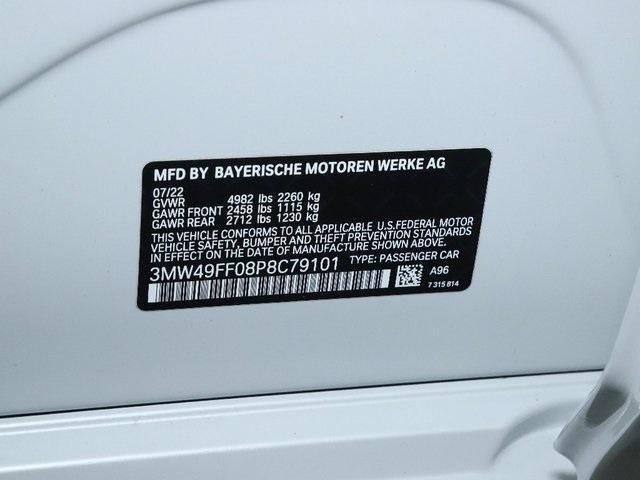 MFD BY BAYERISCHE MOTOREN WERKE AG
07/22
GVWR 4982 lbs 2260 kg
GAWR FRONT 2458 lbs 1115 kg
GAWR REAR 2712 lbs 1230 kg
THIS VEHICLE CONFORMS TO ALL APPLICABLE U.S.FEDERAL MOTOR
VEHICLE SAFETY, BUMPER AND THEFT PREVENTION STANDARDS IN
EFFECT ON THE DATE OF MANUFACTURE SHOWN ABOVE.
3MW49FF08P8C79101 TYPE: PASSENGER CAR
A96
7 315 814